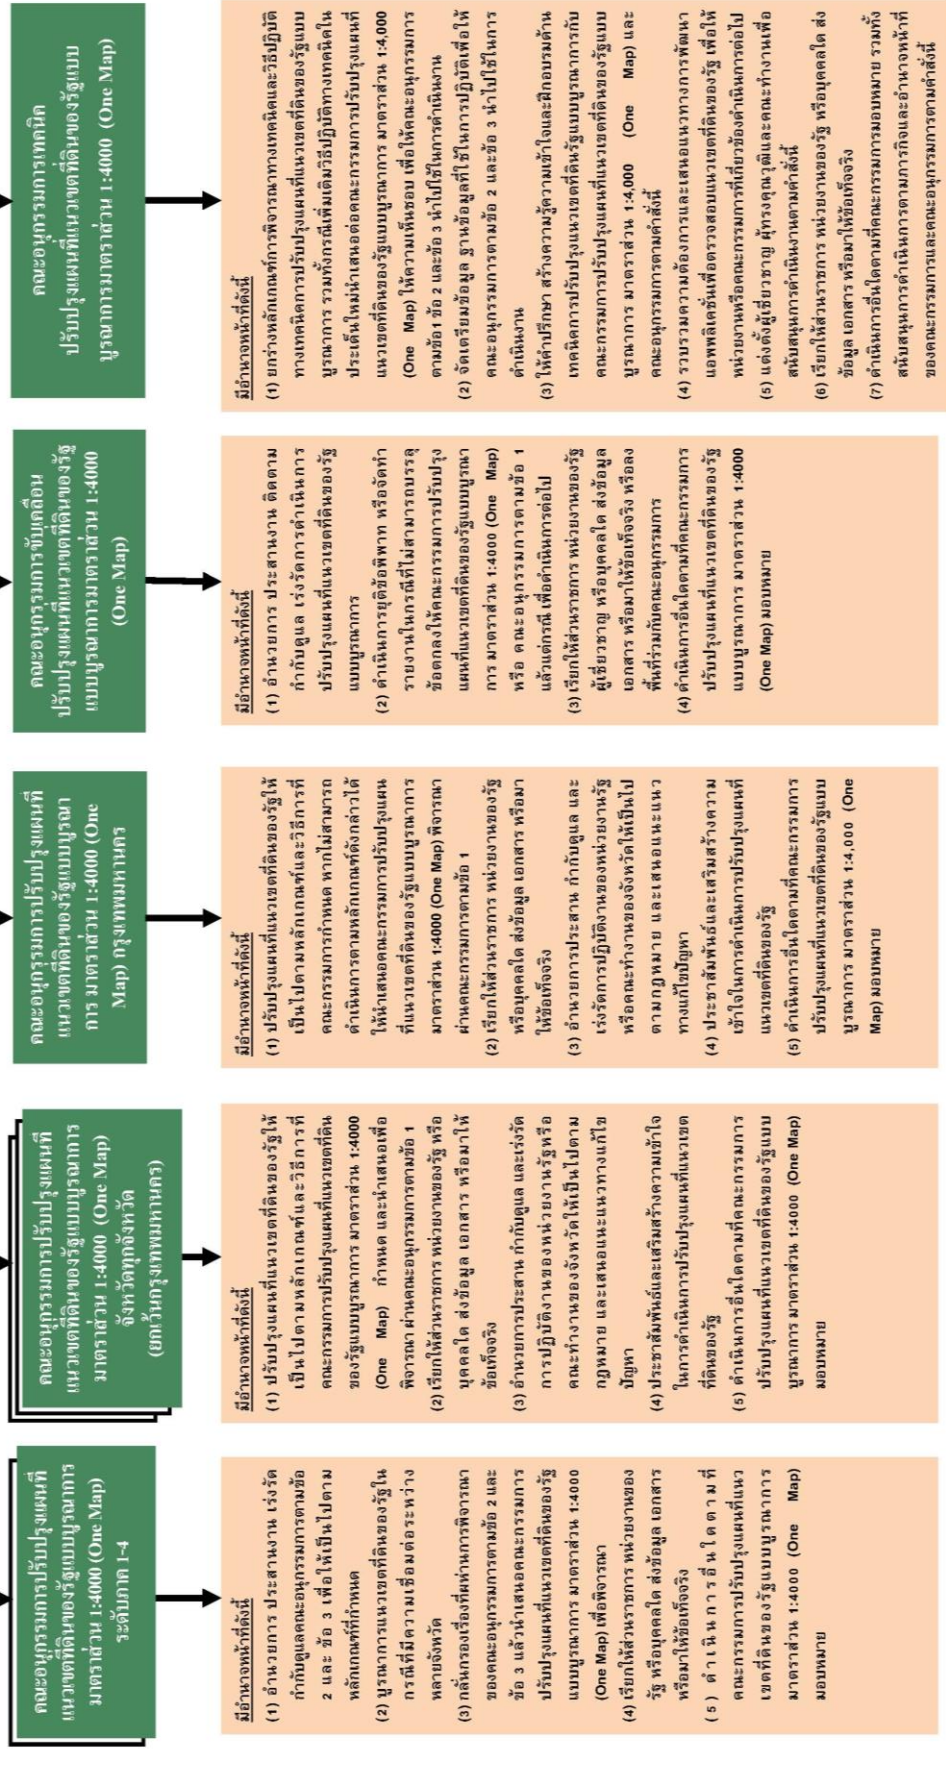 คณะอนุกรรมการปรับปรุงแผนที่
แนวเขตที่ดินของรัฐแบบบูรณาการ
มาตราส่วน 1:4000 (One Map)
ระดับภาค 1-4
มีอำนาจหน้าที่ดังนี้
(1) อำนวยการ ประสานงาน เร่งรัด
กำกับดูแลคณะอนุกรรมการตามข้อ
2 และ ข้อ 3 เพื่อให้เป็นไปตาม
หลักเกณฑ์ที่กำหนด
(2) บูรณาการแนวเขตที่ดินของรัฐใน
กรณีที่มีความเชื่อมต่อระหว่าง
หลายจังหวัด
(3) กลั่นกรองเรื่องที่ผ่านการพิจารณา
ของคณะอนุกรรมการตามข้อ 2 และ
ข้อ 3 แล้วนำเสนอคณะกรรมการ
ปรับปรุงแผนที่แนวเขตที่ดินของรัฐ
แบบบูรณาการ มาตราส่วน 1:4000
(One Map) เพื่อพิจารณา
(4) เรียกให้ส่วนราชการ หน่วยงานของ
รัฐ หรือบุคคลใด ส่งข้อมูล เอกสาร
หรือมาให้ข้อเท็จจริง
(5) ดำเนินการอื่นใดตามที่
คณะกรรมการปรับปรุงแผนที่แนว
เขตที่ดินของรัฐแบบบูรณาการ
มาตราส่วน 1:4000 (One Map)
มอบหมาย
คณะอนุกรรมการปรับปรุงแผนที่
แนวเขตที่ดินของรัฐแบบบูรณาการ
มาตราส่วน 1:4000 (One Map)
จังหวัดทุกจังหวัด
(ยกเว้นกรุงเทพมหานคร)
มีอำนาจหน้าที่ดังนี้
(1) ปรับปรุงแผนที่แนวเขตที่ดินของรัฐให้
เป็นไปตามหลักเกณฑ์และวิธีการที่
คณะกรรมการปรับปรุงแผนที่แนวเขตที่ดิน
ของรัฐแบบบูรณาการ มาตราส่วน 1:4000
(One Map) กำหนด และนำเสนอเพื่อ
พิจารณา ผ่านคณะอนุกรรมการตามข้อ 1
(2) เรียกให้ส่วนราชการ หน่วยงานของรัฐ หรือ
บุคคลใด ส่งข้อมูล เอกสาร หรือมาให้
ข้อเท็จจริง
(3) อำนวยการประสาน กำกับดูแล และเร่งรัด
การปฏิบัติงานของหน่วยงานรัฐหรือ
คณะทำงานของจังหวัดให้เป็นไปตาม
กฎหมาย และเสนอแนะแนวทางแก้ไข
ปัญหา
(4) ประชาสัมพันธ์และเสริมสร้างความเข้าใจ
ในการดำเนินการปรับปรุงแผนที่แนวเขต
ที่ดินของรัฐ
(5) ดำเนินการอื่นใดตามที่คณะกรรมการ
ปรับปรุงแผนที่แนวเขตที่ดินของรัฐแบบ
บูรณาการ มาตราส่วน 1:4000 (One Map)
มอบหมาย
คณะอนุกรรมการปรับปรุงแผนที่
แนวเขตที่ดินของรัฐแบบบูรณา
การ มาตราส่วน 1:4000 (One
Map) กรุงเทพมหานคร
มีอำนาจหน้าที่ดังนี้
(1) ปรับปรุงแผนที่แนวเขตที่ดินของรัฐให้
เป็นไปตามหลักเกณฑ์และวิธีการที่
คณะกรรมการกำหนด หากไม่สามารถ
ดำเนินการตามหลักเกณฑ์ดังกล่าวได้
ให้นำเสนอคณะกรรมการปรับปรุงแผน
ที่แนวเขตที่ดินของรัฐแบบบูรณาการ
มาตราส่วน 1:4000 (One Map) พิจารณา
ผ่านคณะกรรมการตามข้อ 1
(2) เรียกให้ส่วนราชการ หน่วยงานของรัฐ
หรือบุคคลใด ส่งข้อมูล เอกสาร หรือมา
ให้ข้อเท็จจริง
(3) อำนวยการประสาน กำกับดูแล และ
เร่งรัดการปฏิบัติงานของหน่วยงานรัฐ
หรือคณะทำงานของจังหวัดให้เป็นไป
ตามกฎหมาย และเสนอแนะแนว
ทางแก้ไขปัญหา
(4) ประชาสัมพันธ์และเสริมสร้างความ
เข้าใจในการดำเนินการปรับปรุงแผนที่
แนวเขตที่ดินของรัฐ
(5) ดำเนินการอื่นใดตามที่คณะกรรมการ
ปรับปรุงแผนที่แนวเขตที่ดินของรัฐแบบ
บูรณาการ มาตราส่วน 1:4,000 (One
Map) มอบหมาย
คณะอนุกรรมการขับเคลื่อน
ปรับปรุงแผนที่แนวเขตที่ดินของรัฐ
แบบบูรณาการมาตราส่วน 1:4000
(One Map)
มีอำนาจหน้าที่ดังนี้
(1) อำนวยการ ประสานงาน ติดตาม
กำกับดูแล เร่งรัดการดำเนินการ
ปรับปรุงแผนที่แนวเขตที่ดินของรัฐ
แบบบูรณาการ
(2) ดำเนินการยุติข้อพิพาท หรือจัดทำ
รายงานในกรณีที่ไม่สามารถบรรลุ
ข้อตกลงให้คณะกรรมการปรับปรุง
แผนที่แนวเขตที่ดินของรัฐแบบบูรณา
การ มาตราส่วน 1:4000 (One Map)
หรือ คณะอนุกรรมการตามข้อ 1
แล้วแต่กรณี เพื่อดำเนินการต่อไป
(3) เรียกให้ส่วนราชการ หน่วยงานของรัฐ
ผู้เชี่ยวชาญ หรือบุคคลใด ส่งข้อมูล
เอกสาร หรือมาให้ข้อเท็จจริง หรือลง
พื้นที่ร่วมกับคณะอนุกรรมการ
(4) ดำเนินการอื่นใดตามที่คณะกรรมการ
ปรับปรุงแผนที่แนวเขตที่ดินของรัฐ
แบบบูรณาการ มาตราส่วน 1:4000
(One Map) มอบหมาย
คณะอนุกรรมการเทคนิค
ปรับปรุงแผนที่แนวเขตที่ดินของรัฐแบบ
บูรณาการมาตราส่วน 1:4000 (One Map)
มีอำนาจหน้าที่ดังนี้
(1) ยกร่างหลักเกณฑ์การพิจารณาทางเทคนิคและวิธีปฏิบัติ
ทางเทคนิคการปรับปรุงแผนที่แนวเขตที่ดินของรัฐแบบ
บูรณาการ รวมทั้งกรณีเพิ่มเติมวิธีปฏิบัติทางเทคนิคใน
ประเด็นใหม่นำเสนอต่อคณะกรรมการปรับปรุงแผนที่
แนวเขตที่ดินของรัฐแบบบูรณาการ มาตราส่วน 1:4,000
(One Map) ให้ความเห็นชอบ เพื่อให้คณะอนุกรรมการ
ตามข้อ1 ข้อ 2 และข้อ 3 นำไปใช้ในการดำเนินงาน
(2) จัดเตรียมข้อมูล ฐานข้อมูลที่ใช้ในการปฏิบัติเพื่อให้
คณะอนุกรรมการตามข้อ 2 และข้อ 3 นำไปใช้ในการ
ดำเนินงาน
(3) ให้คำปรึกษา สร้างความรู้ความเข้าใจและฝึกอบรมด้าน
เทคนิคการปรับปรุงแนวเขตที่ดินรัฐแบบบูรณาการกับ
คณะกรรมการปรับปรุงแผนที่แนวเขตที่ดินของรัฐแบบ
บูรณาการ มาตราส่วน 1:4,000 (One Map) และ
คณะอนุกรรมการตามคำสั่งนี้
(4) รวบรวมความต้องการและเสนอแนวทางการพัฒนา
แอพพลิเคชั่นเพื่อตรวจสอบแนวเขตที่ดินของรัฐ เพื่อให้
หน่วยงานหรือคณะกรรมการที่เกี่ยวข้องดำเนินการต่อไป
(5) แต่งตั้งผู้เชี่ยวชาญ ผู้ทรงคุณวุฒิและคณะทำงานเพื่อ
สนับสนุนการดำเนินงานตามคำสั่งนี้
(6) เรียกให้ส่วนราชการ หน่วยงานของรัฐ หรือบุคคลใด ส่ง
ข้อมูล เอกสาร หรือมาให้ข้อเท็จจริง
(7) ดำเนินการอื่นใดตามที่คณะกรรมการมอบหมาย รวมทั้ง
สนับสนุนการดำเนินการตามภารกิจและอำนาจหน้าที่
ของคณะกรรมการและคณะอนุกรรมการตามคำสั่งนี้